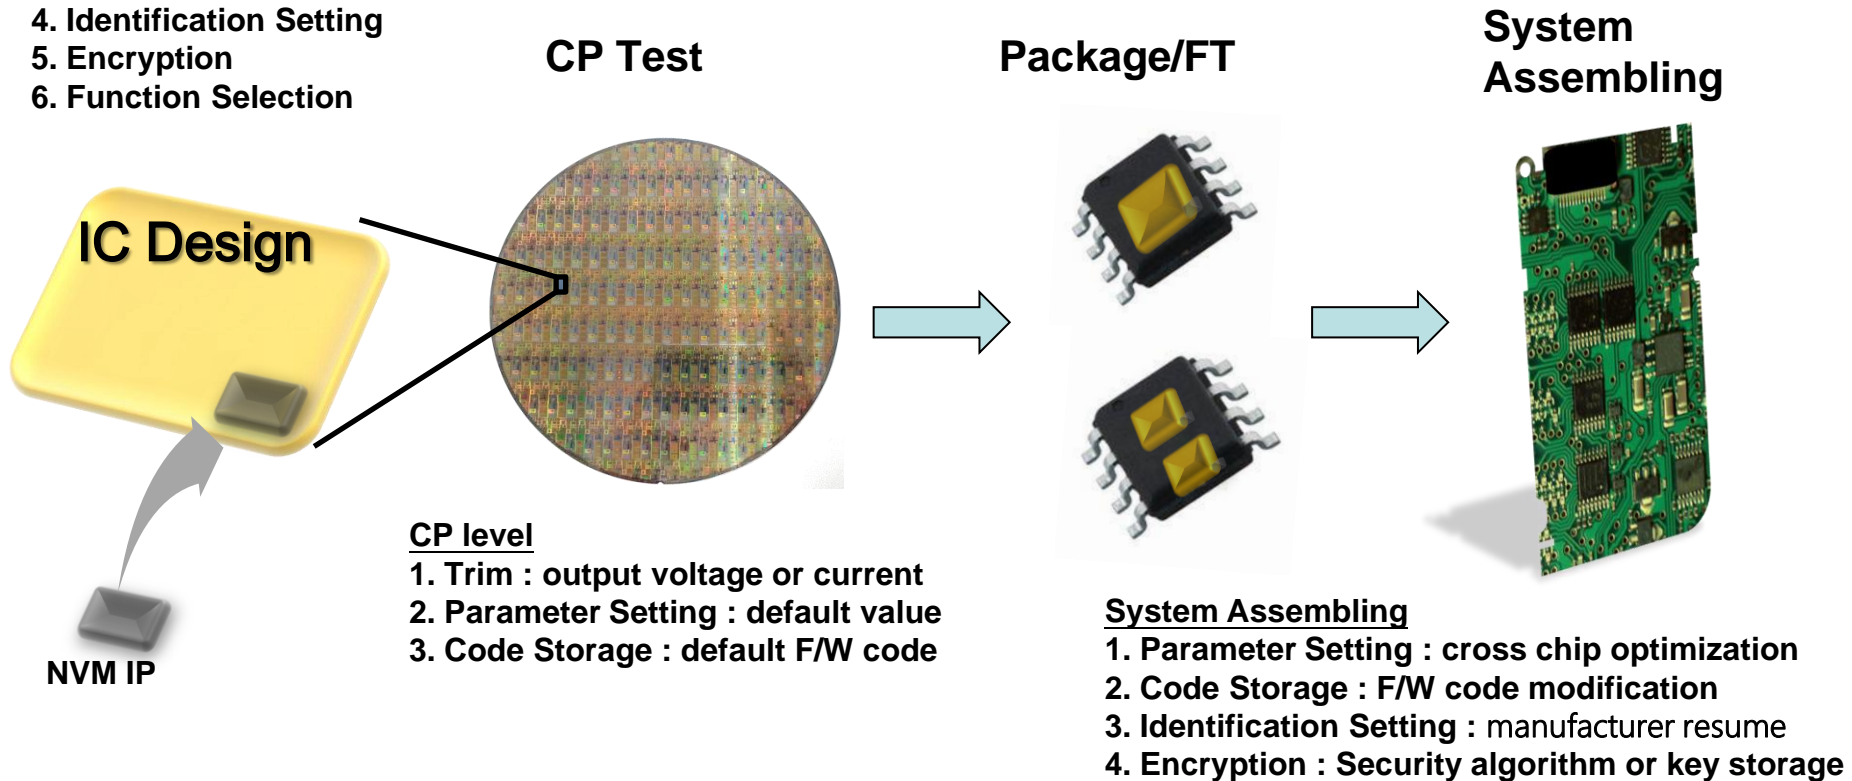 4. Identification Setting
5. Encryption
6. Function Selection
CP Test
Package/FT
System
Assembling
IC Design
NVM IP
CP level
1. Trim : output voltage or current
2. Parameter Setting : default value
3. Code Storage : default F/W code
System Assembling
1. Parameter Setting : cross chip optimization
2. Code Storage : F/W code modification
3. Identification Setting : manufacturer resume
4. Encryption : Security algorithm or key storage